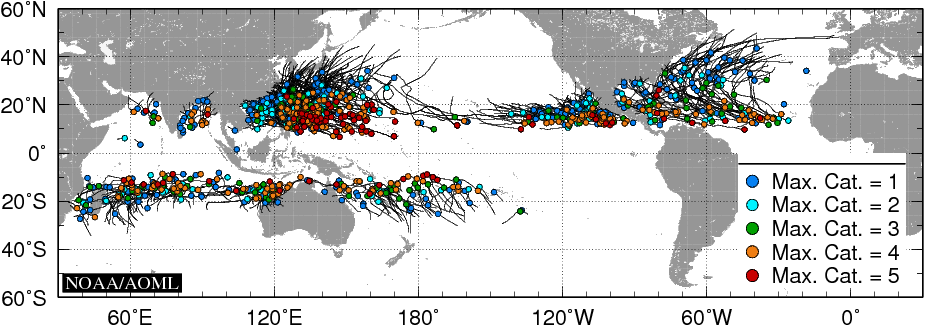 60˚N
40˚N
20˚N
0˚
20˚S
40˚S
60˚S
Max. Cat. = 1
Max. Cat. = 2
Max. Cat. = 3
Max. Cat. = 4
Max. Cat. = 5
NOAA/AOML
60˚E 120˚E 180˚ 120˚W 60˚W 0˚